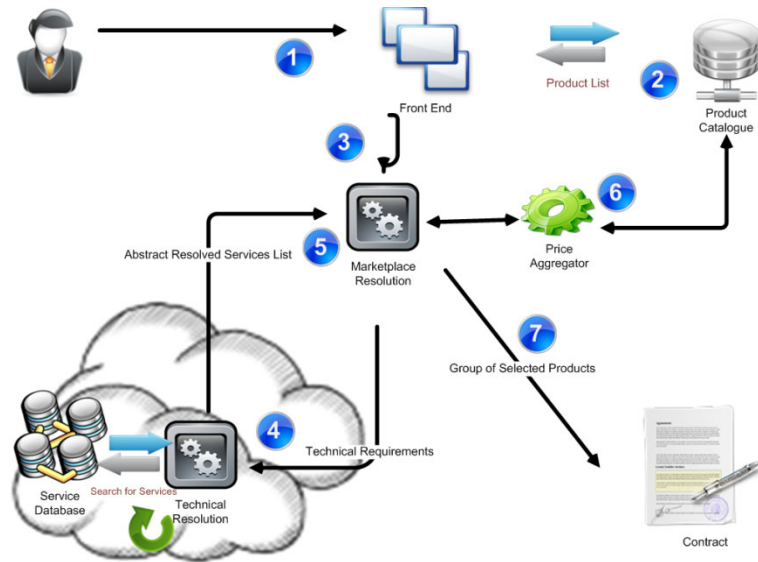 1
Product List
2
Front End
Product
Catalogue
3
6
Abstract Resolved Services List
5
Marketplace
Resolution
Price
Aggregator
7
Group of Selected Products
4
Technical Requirements
Search for Services
Service
Database
Technical
Resolution
Contract